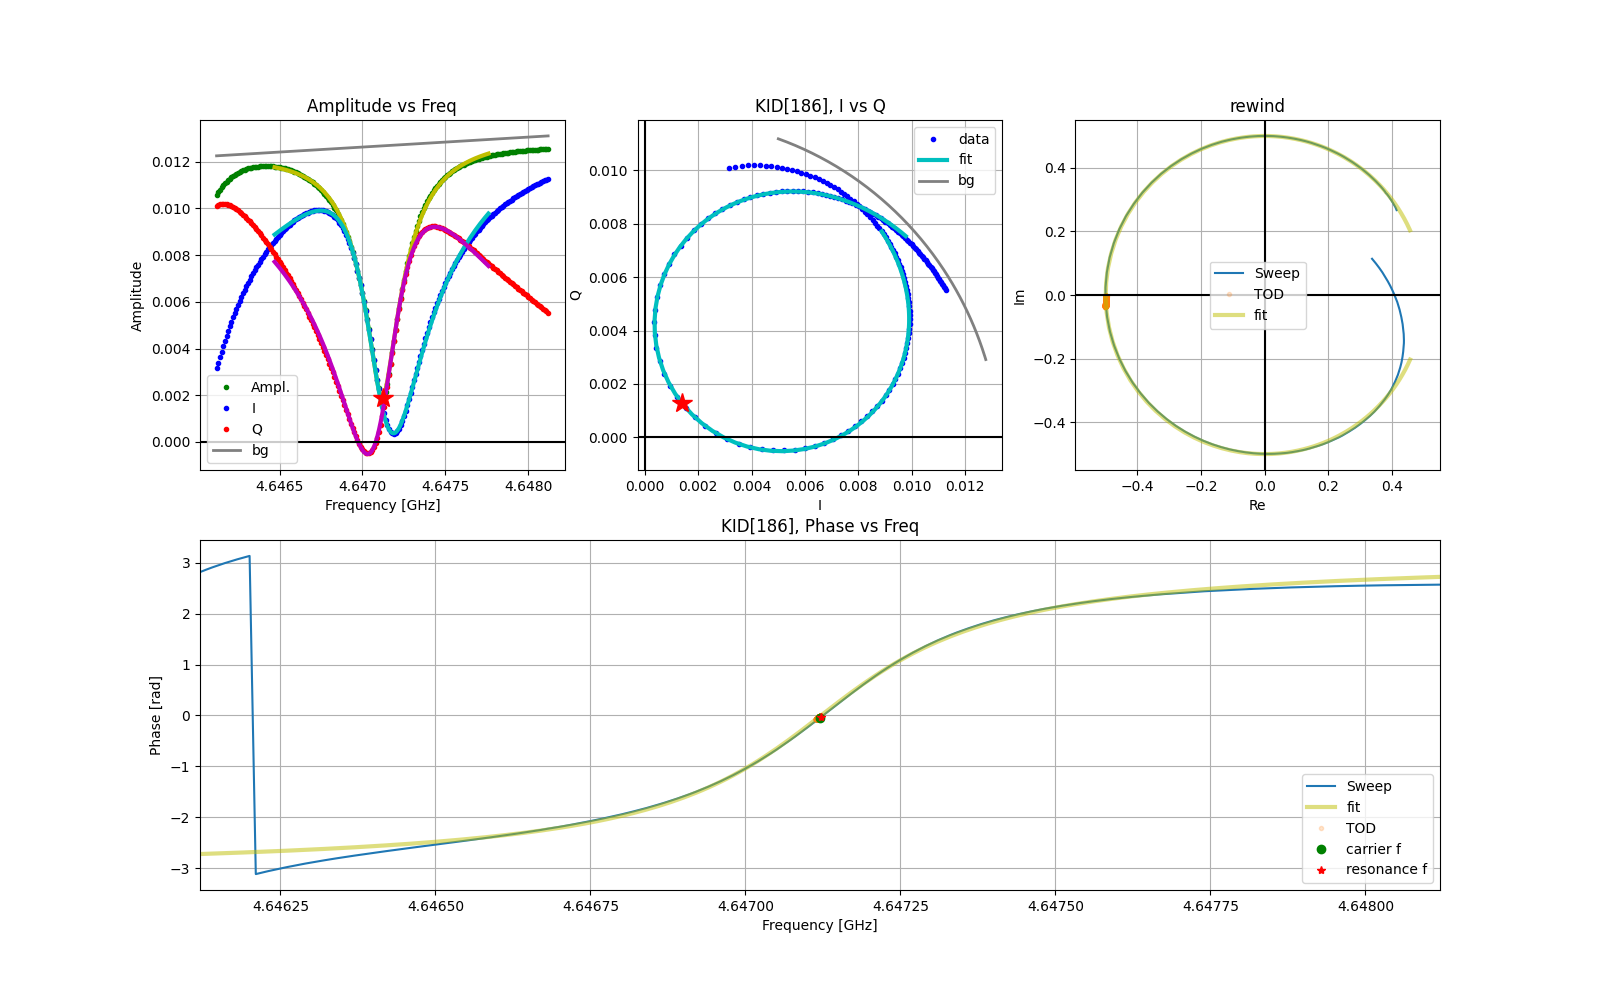 Amplitude vs Freq
Amplitude
0.012
0.010
0.008
0.006
0.004
0.002
0.000
Ampl.
I
Q
bg
4.6465
4.6470
4.6475
4.6480
Frequency [GHz]
KID[186], I vs Q
Q
0.010
0.008
0.006
0.004
0.002
0.000
data
fit
bg
0.000
0.002
0.004
0.006
0.008
0.010
0.012
I
rewind
Im
0.4
0.2
0.0
−0.2
−0.4
Sweep
TOD
fit
−0.4
−0.2
0.0
0.2
0.4
Re
KID[186], Phase vs Freq
Phase [rad]
3
2
1
0
−1
−2
−3
Sweep
fit
TOD
carrier f
resonance f
4.64625
4.64650
4.64675
4.64700
4.64725
4.64750
4.64775
4.64800
Frequency [GHz]